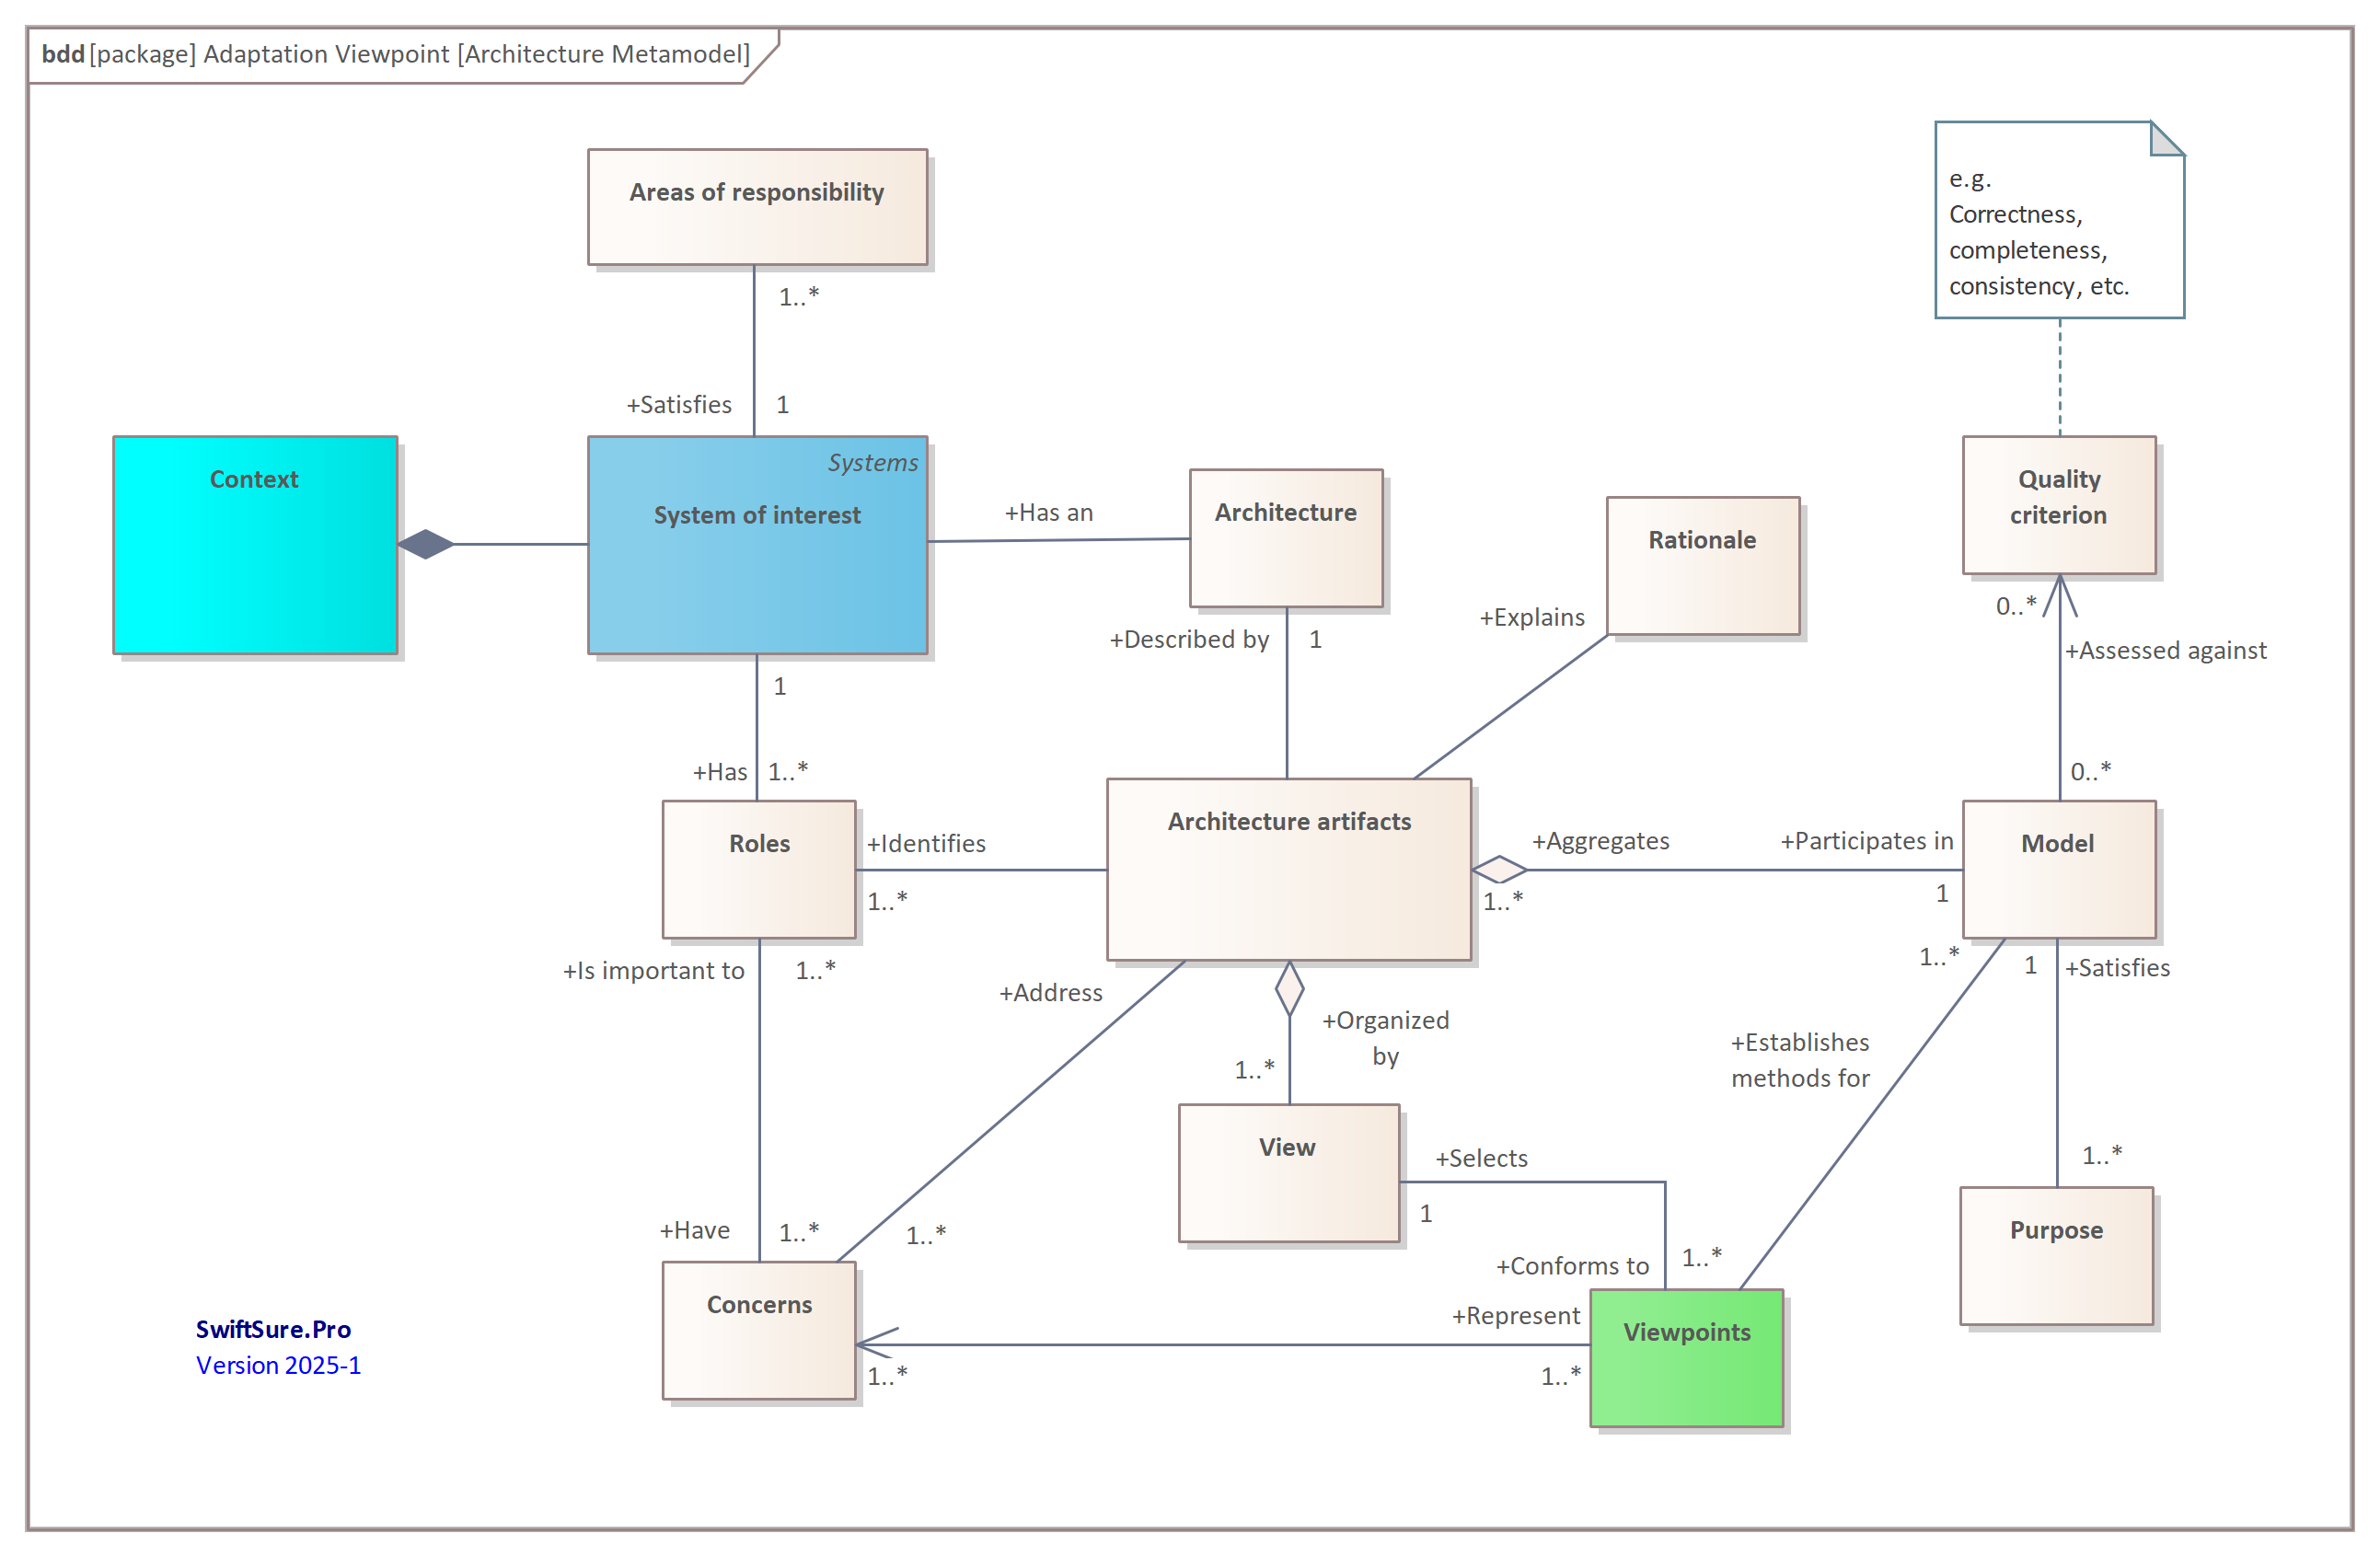 bdd [package] Adaptation Viewpoint [Architecture Metamodel]
Areas of responsibility
1..*
+Satisfies
1
e.g.
Correctness,
completeness,
consistency, etc.
Context
Systems
System of interest
+Has an
Architecture
Rationale
Quality
criterion
+Explains
0..*
+Described by
1
+Assessed against
1
+Has
1..*
0..*
Roles
+Identifies
1..*
Architecture artifacts
+Aggregates
1..*
+Participates in
1
Model
+Is important to
1..*
+Address
+Organized
by
1..*
1..*
1
+Satisfies
+Establishes
methods for
View
+Selects
1
1..*
Purpose
+Have
1..*
1..*
+Conforms to
1..*
Concerns
+Represent
Viewpoints
1..*
1..*
SwiftSure.Pro
Version 2025-1